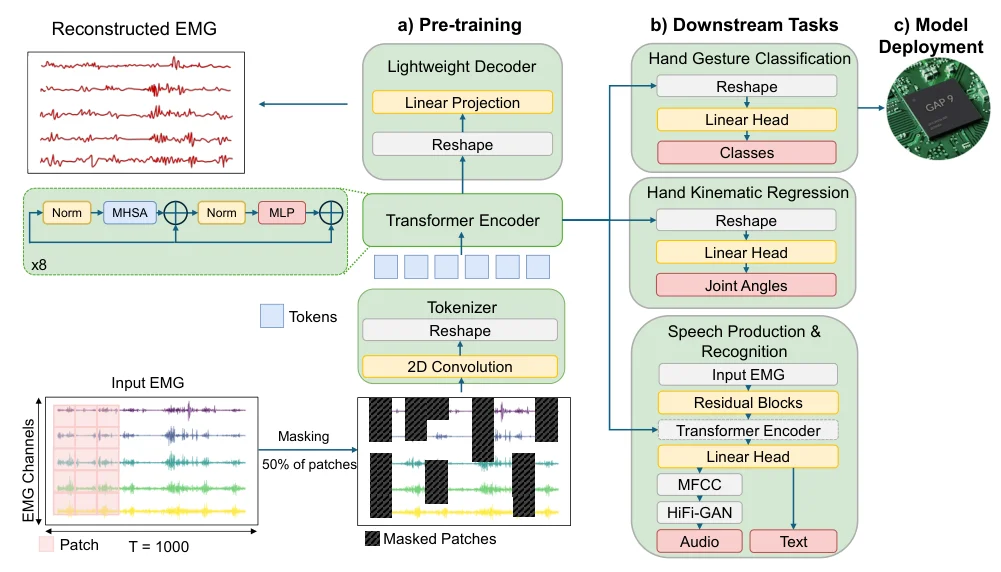 Reconstructed EMG
a) Pre-training
Lightweight Decoder
Linear Projection
Reshape
Norm
MHSA
Norm
MLP
x8
Transformer Encoder
Tokens
Tokenizer
Reshape
2D Convolution
Input EMG
EMG Channels
Patch
T = 1000
Masking
50% of patches
Masked Patches
b) Downstream Tasks
Hand Gesture Classification
Reshape
Linear Head
Classes
Hand Kinematic Regression
Reshape
Linear Head
Joint Angles
Speech Production &
Recognition
Input EMG
Residual Blocks
Transformer Encoder
Linear Head
MFCC
HiFi-GAN
Audio
Text
c) Model
Deployment
GAP 9